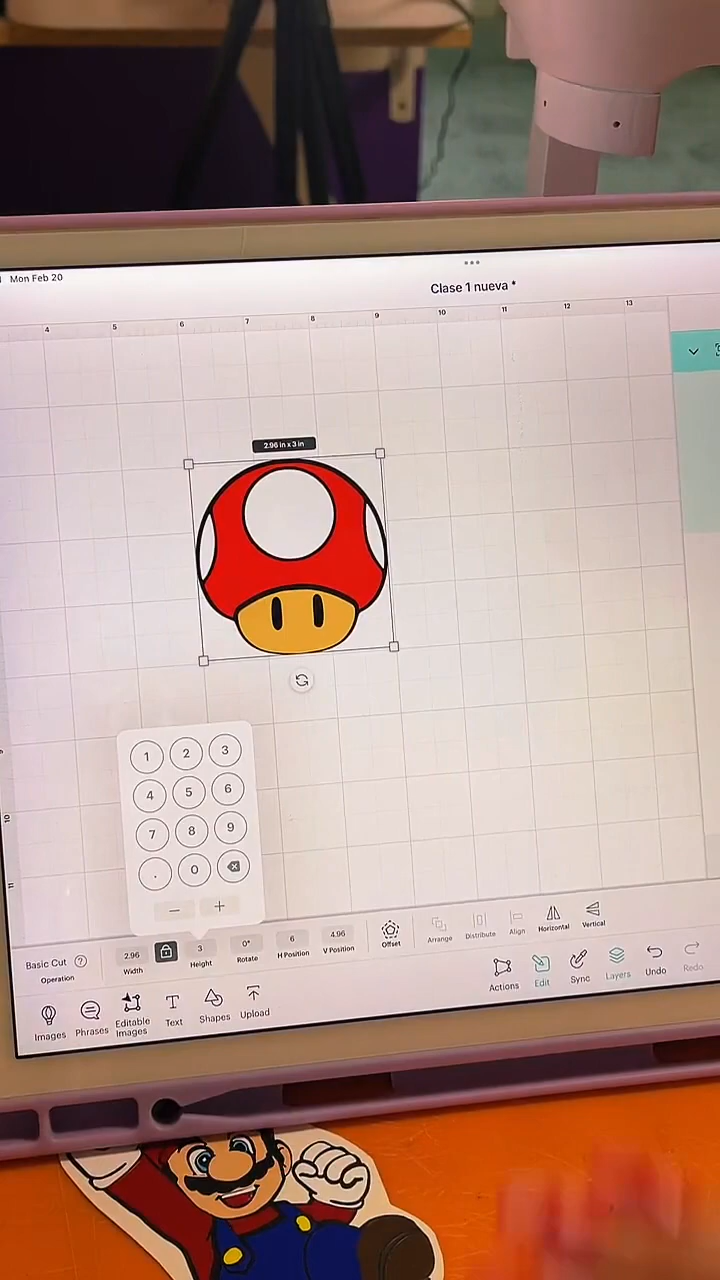 Mon Feb 20
Clase 1 nueva *
4 5 6 7 8 9 10 11 12 13
2.96 in x 3 in
1 2 3
4 5 6
7 8 9
. 0
− +
10
11
Basic Cut ?
Operation
2.96
Width
3
Height
0°
Rotate
6
H Position
4.96
V Position
Offset
Arrange
Distribute
Align
Horizontal
Vertical
Images
Phrases
Editable
Images
Text
Shapes
Upload
Actions
Edit
Sync
Layers
Undo
Redo